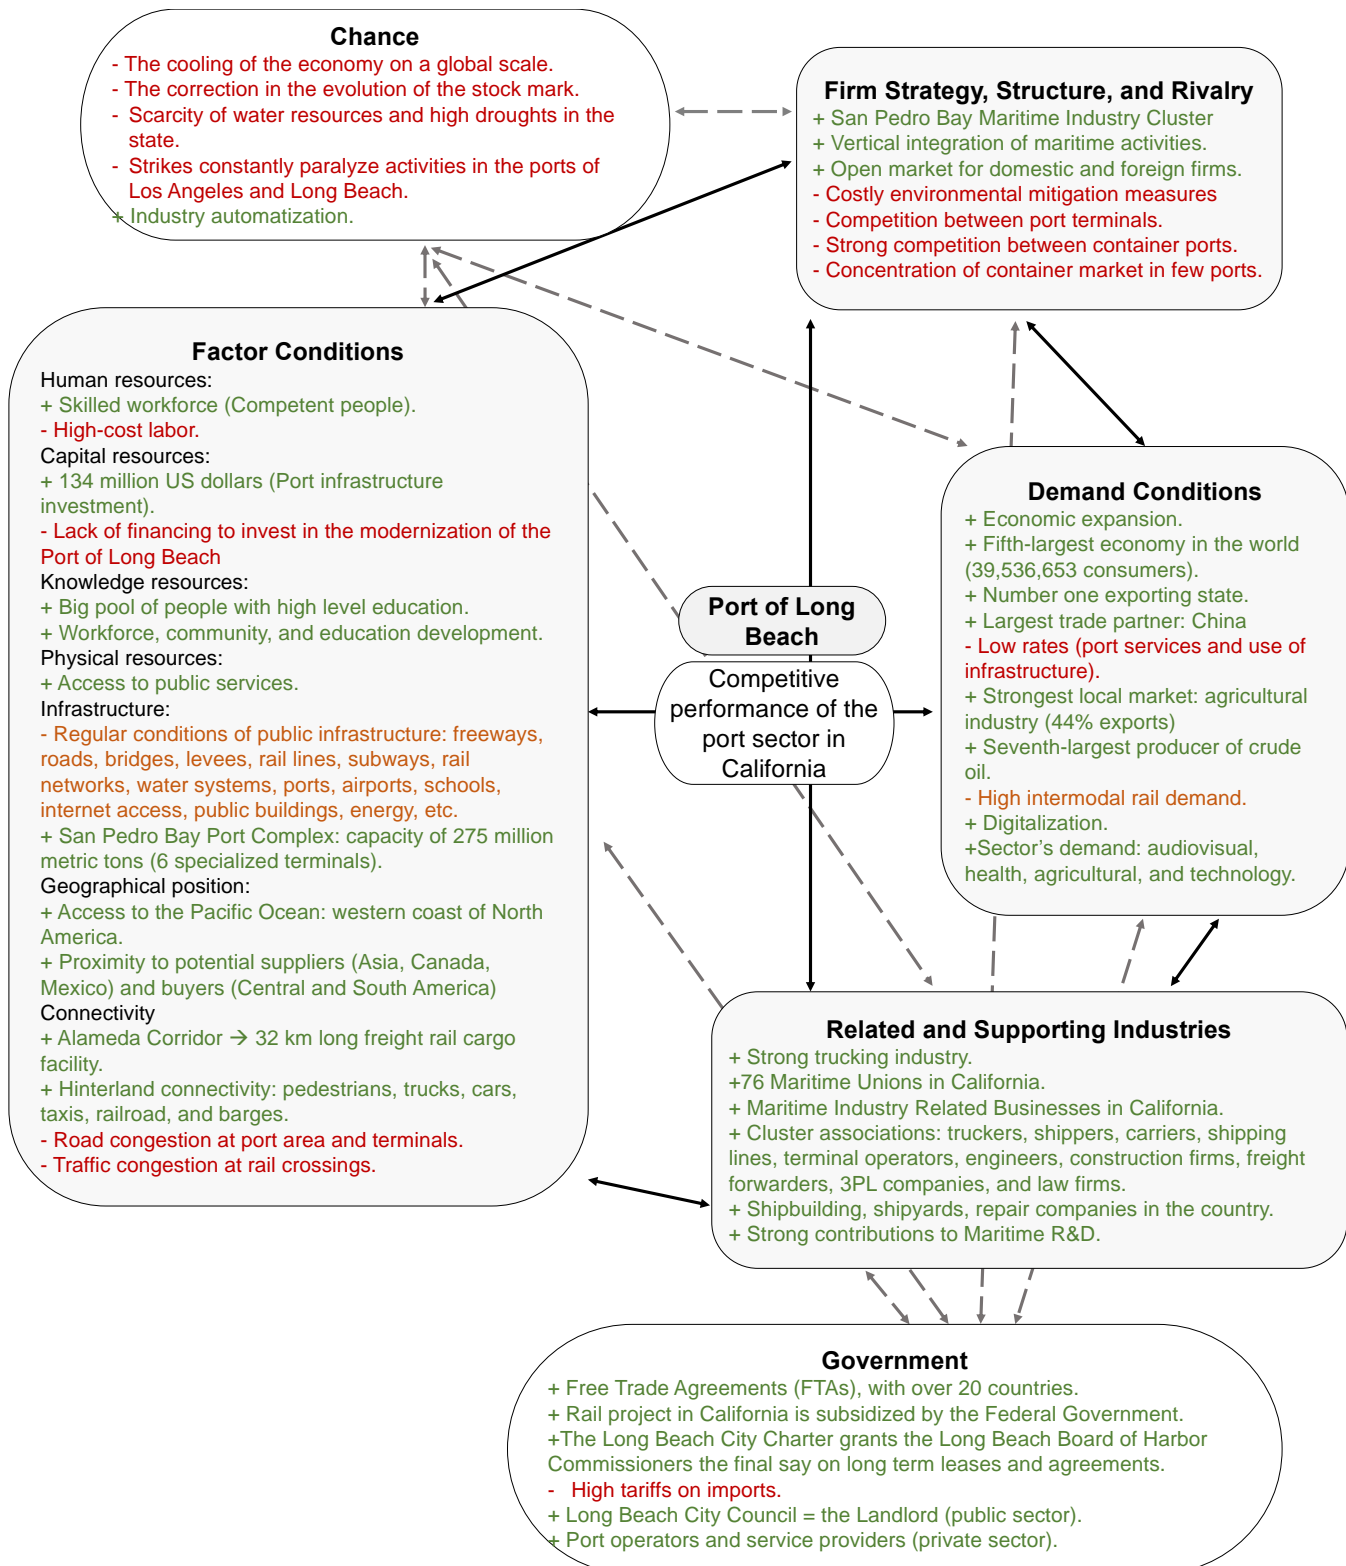 Chance
- The cooling of the economy on a global scale.
- The correction in the evolution of the stock mark.
- Scarcity of water resources and high droughts in the
state.
- Strikes constantly paralyze activities in the ports of
Los Angeles and Long Beach.
+ Industry automatization.
Firm Strategy, Structure, and Rivalry
+ San Pedro Bay Maritime Industry Cluster
+ Vertical integration of maritime activities.
+ Open market for domestic and foreign firms.
- Costly environmental mitigation measures
- Competition between port terminals.
- Strong competition between container ports.
- Concentration of container market in few ports.
Factor Conditions
Human resources:
+ Skilled workforce (Competent people).
- High-cost labor.
Capital resources:
+ 134 million US dollars (Port infrastructure
investment).
- Lack of financing to invest in the modernization of the
Port of Long Beach
Knowledge resources:
+ Big pool of people with high level education.
+ Workforce, community, and education development.
Physical resources:
+ Access to public services.
Infrastructure:
- Regular conditions of public infrastructure: freeways,
roads, bridges, levees, rail lines, subways, rail
networks, water systems, ports, airports, schools,
internet access, public buildings, energy, etc.
+ San Pedro Bay Port Complex: capacity of 275 million
metric tons (6 specialized terminals).
Geographical position:
+ Access to the Pacific Ocean: western coast of North
America.
+ Proximity to potential suppliers (Asia, Canada,
Mexico) and buyers (Central and South America)
Connectivity
+ Alameda Corridor → 32 km long freight rail cargo
facility.
+ Hinterland connectivity: pedestrians, trucks, cars,
taxis, railroad, and barges.
- Road congestion at port area and terminals.
- Traffic congestion at rail crossings.
Port of Long
Beach
Competitive
performance of the
port sector in
California
Demand Conditions
+ Economic expansion.
+ Fifth-largest economy in the world
(39,536,653 consumers).
+ Number one exporting state.
+ Largest trade partner: China
- Low rates (port services and use of
infrastructure).
+ Strongest local market: agricultural
industry (44% exports)
+ Seventh-largest producer of crude
oil.
- High intermodal rail demand.
+ Digitalization.
+Sector’s demand: audiovisual,
health, agricultural, and technology.
Related and Supporting Industries
+ Strong trucking industry.
+76 Maritime Unions in California.
+ Maritime Industry Related Businesses in California.
+ Cluster associations: truckers, shippers, carriers, shipping
lines, terminal operators, engineers, construction firms, freight
forwarders, 3PL companies, and law firms.
+ Shipbuilding, shipyards, repair companies in the country.
+ Strong contributions to Maritime R&D.
Government
+ Free Trade Agreements (FTAs), with over 20 countries.
+ Rail project in California is subsidized by the Federal Government.
+The Long Beach City Charter grants the Long Beach Board of Harbor
Commissioners the final say on long term leases and agreements.
- High tariffs on imports.
+ Long Beach City Council = the Landlord (public sector).
+ Port operators and service providers (private sector).